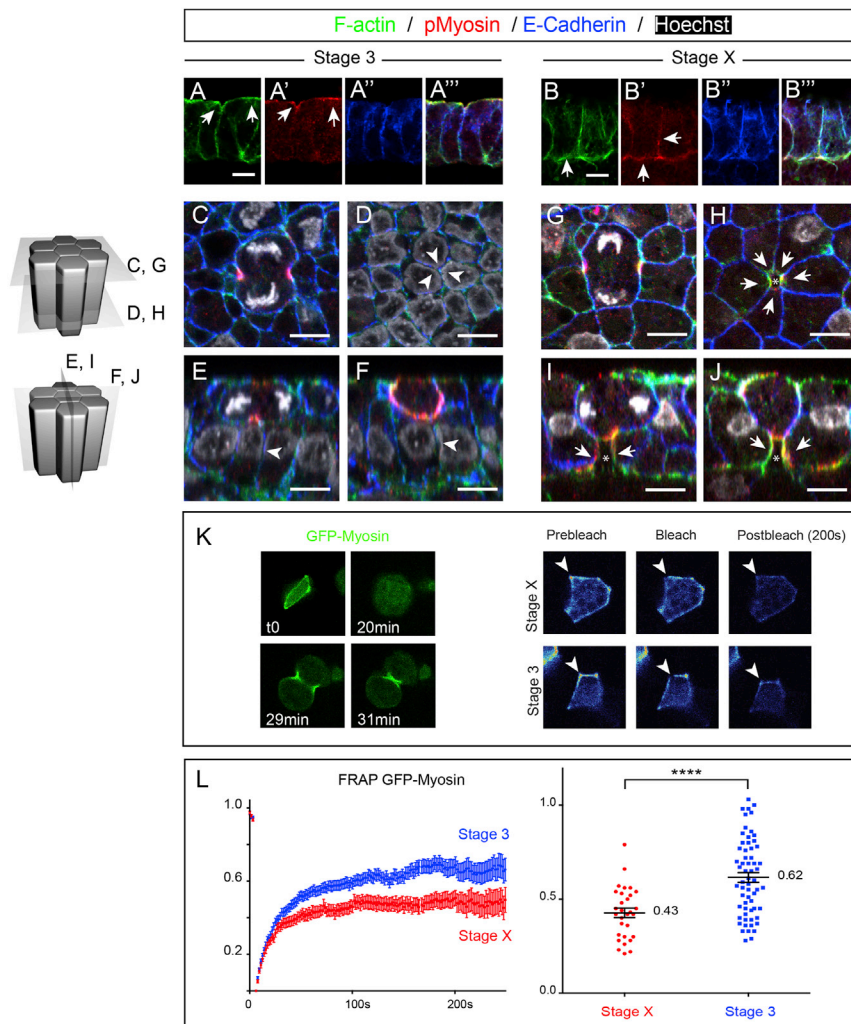 F-actin / pMyosin / E-Cadherin / Hoechst
Stage 3
Stage X
A
A'
A''
A'''
B
B'
B''
B'''
C
D
G
H
*
C, G
D, H
E, I
F, J
E
F
I
J
*
*
K
GFP-Myosin
t0
20min
29min
31min
Prebleach
Bleach
Postbleach (200s)
Stage X
Stage 3
L
FRAP GFP-Myosin
1.0
0.6
0.2
0
100s
200s
Stage 3
Stage X
****
1.0
0.5
0.0
0.43
0.62
Stage X
Stage 3